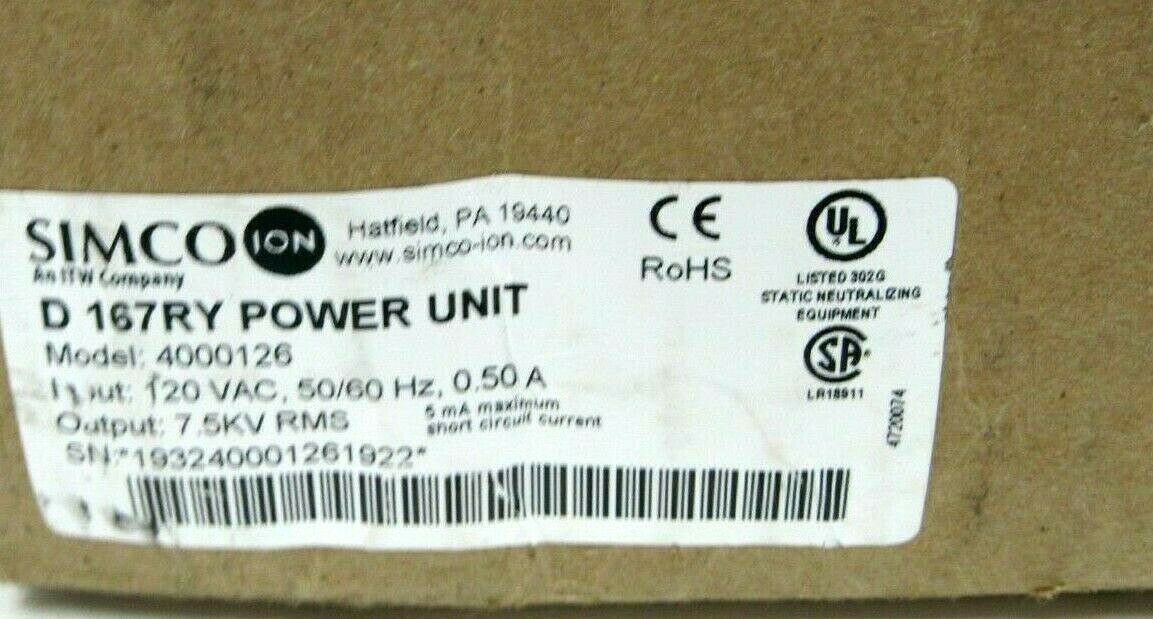 SIMCO ION
An ITW Company
Hatfield, PA 19440
www.simco-ion.com
D 167RY POWER UNIT
Model: 4000126
Input: 120 VAC, 50/60 Hz, 0.50 A
Output: 7.5KV RMS
5 mA maximum
short circuit current
SN:*193240001261922*
CE
RoHS
UL
LISTED 302G
STATIC NEUTRALIZING
EQUIPMENT
SA
LR18911
4720074